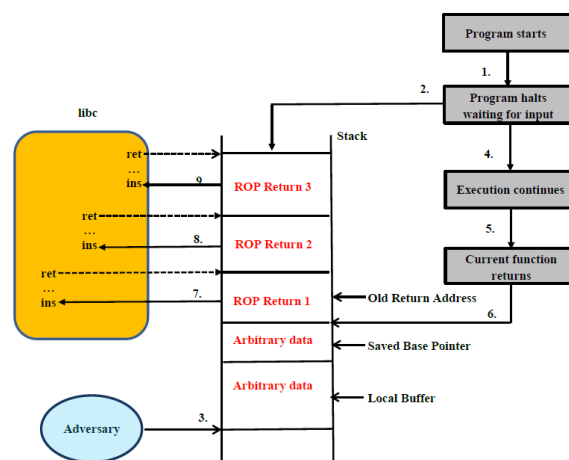 Program starts
1.
2.
Program halts
waiting for input
libc
Stack
4.
ret
...
ins
9.
ROP Return 3
Execution continues
ret
...
ins
8.
ROP Return 2
5.
Current function
returns
ret
...
ins
7.
ROP Return 1
Old Return Address
6.
Arbitrary data
Saved Base Pointer
Arbitrary data
Local Buffer
Adversary
3.